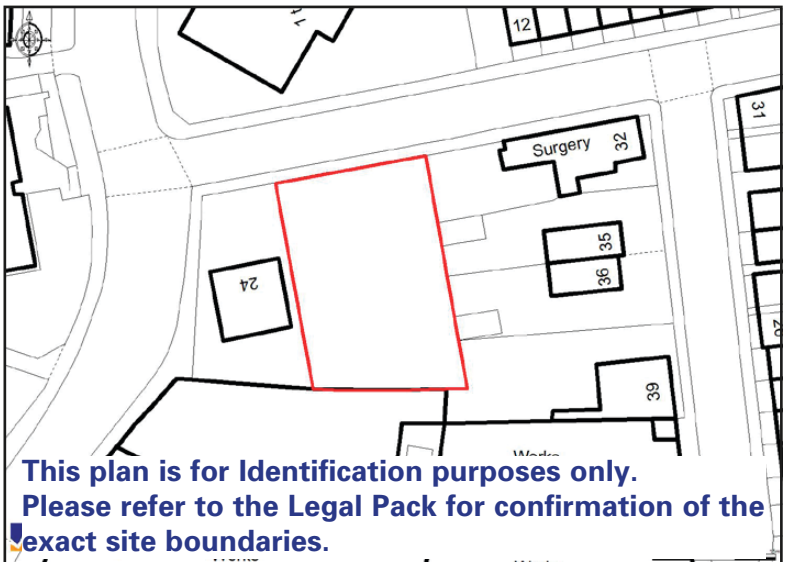 12
Surgery
32
31
35
36
24
39
This plan is for Identification purposes only.
Please refer to the Legal Pack for confirmation of the
exact site boundaries.